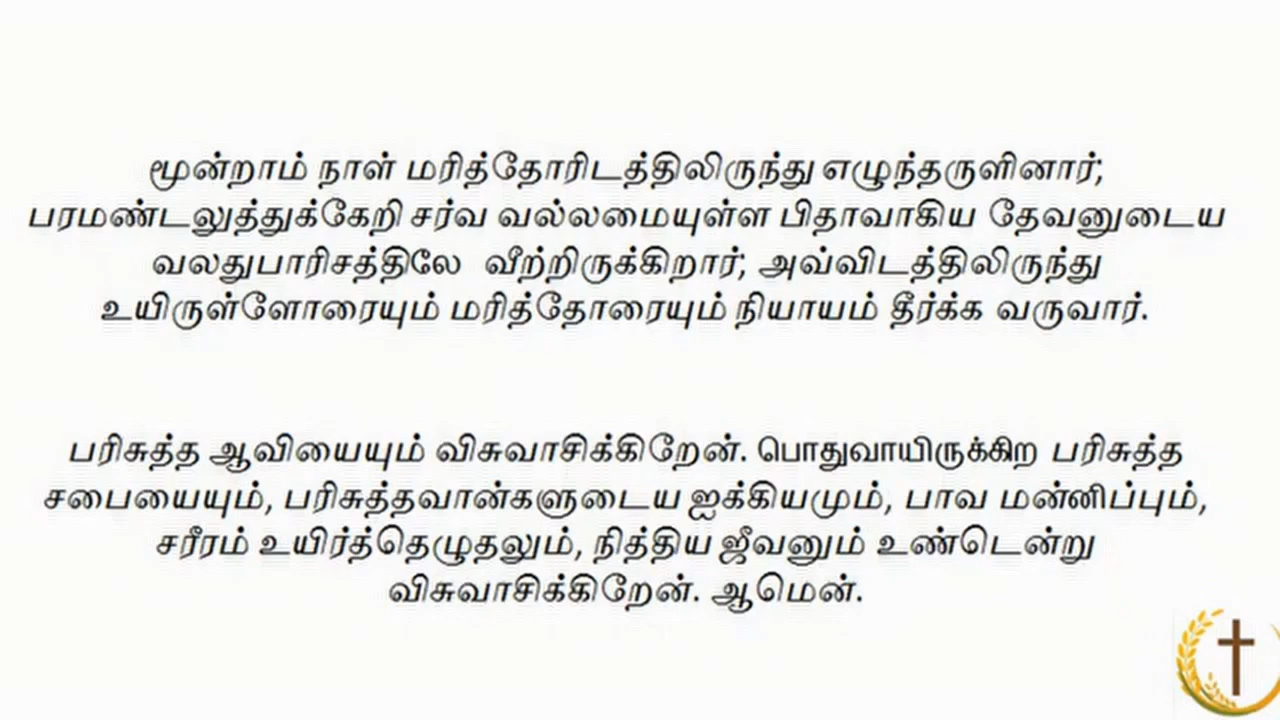 மூன்றாம் நாள் மரித்தோரிடத்திலிருந்து எழுந்தருளினார்;
பரமண்டலுத்துக்கேறி சர்வ வல்லமையுள்ள பிதாவாகிய தேவனுடைய
வலதுபாரிசத்திலே வீற்றிருக்கிறார்; அவ்விடத்திலிருந்து
உயிருள்ளோரையும் மரித்தோரையும் நியாயம் தீர்க்க வருவார்.
பரிசுத்த ஆவியையும் விசுவாசிக்கிறேன். பொதுவாயிருக்கிற பரிசுத்த
சபையையும், பரிசுத்தவான்களுடைய ஐக்கியமும், பாவ மன்னிப்பும்,
சரீரம் உயிர்த்தெழுதலும், நித்திய ஜீவனும் உண்டென்று
விசுவாசிக்கிறேன். ஆமென்.